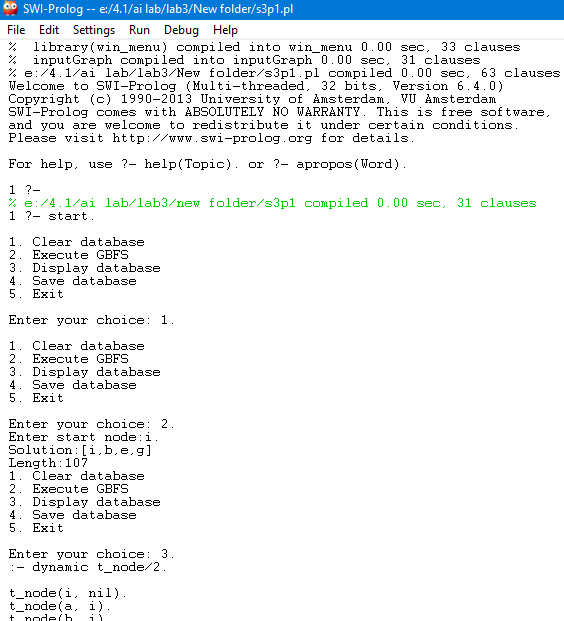 SWI-Prolog -- e:/4.1/ai lab/lab3/New folder/s3p1.pl
File Edit Settings Run Debug Help
%  library(win_menu) compiled into win_menu 0.00 sec, 33 clauses
%  inputGraph compiled into inputGraph 0.00 sec, 31 clauses
% e:/4.1/ai lab/lab3/New folder/s3p1.pl compiled 0.00 sec, 63 clauses
Welcome to SWI-Prolog (Multi-threaded, 32 bits, Version 6.4.0)
Copyright (c) 1990-2013 University of Amsterdam, VU Amsterdam
SWI-Prolog comes with ABSOLUTELY NO WARRANTY. This is free software,
and you are welcome to redistribute it under certain conditions.
Please visit http://www.swi-prolog.org for details.
For help, use ?- help(Topic). or ?- apropos(Word).
1 ?-
% e:/4.1/ai lab/lab3/new folder/s3p1 compiled 0.00 sec, 31 clauses
1 ?- start.
1. Clear database
2. Execute GBFS
3. Display database
4. Save database
5. Exit
Enter your choice: 1.
1. Clear database
2. Execute GBFS
3. Display database
4. Save database
5. Exit
Enter your choice: 2.
Enter start node:i.
Solution:[i,b,e,g]
Length:107
1. Clear database
2. Execute GBFS
3. Display database
4. Save database
5. Exit
Enter your choice: 3.
:- dynamic t_node/2.
t_node(i, nil).
t_node(a, i).
t_node(b, i).